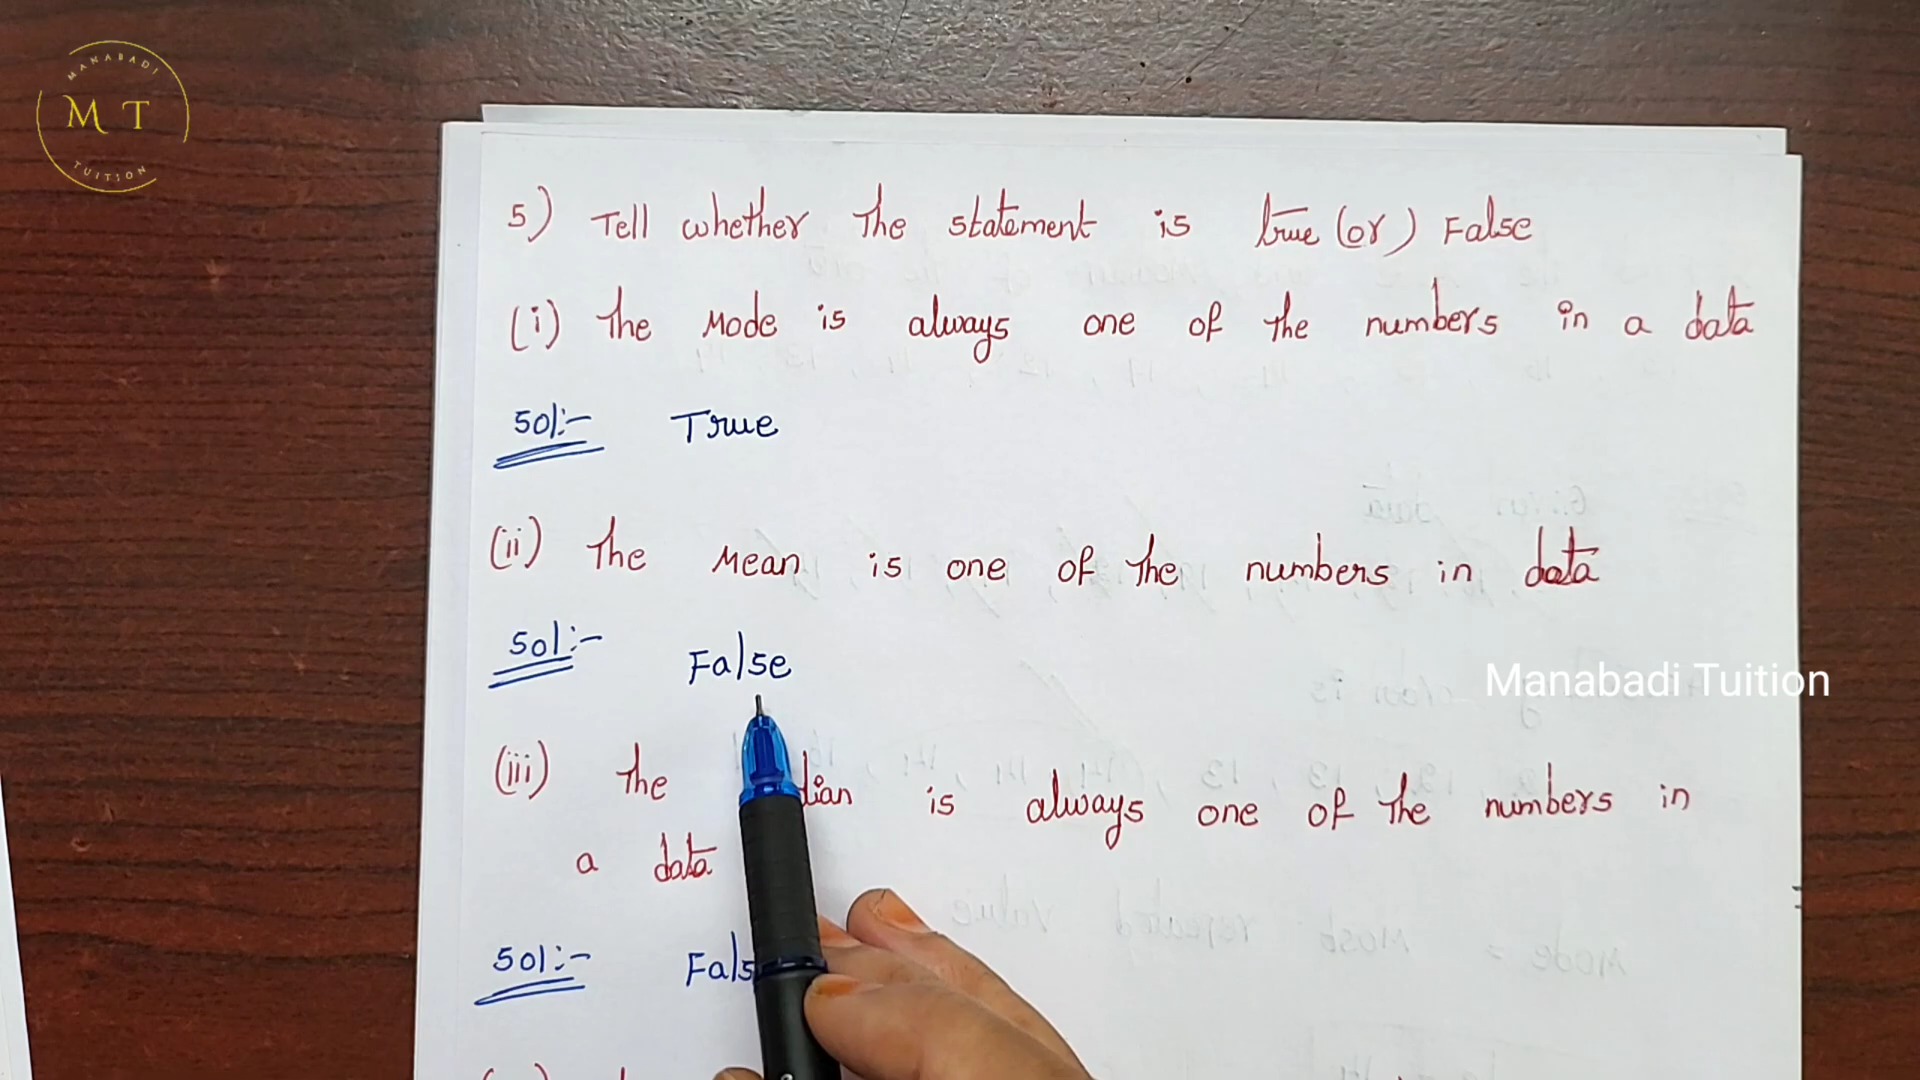 MANABADI
M T
TUITION
5) Tell whether the statement is true (or) False
(i) the Mode is always one of the numbers in a data
Sol:- True
(ii) the Mean is one of the numbers in data
Sol:- False
Manabadi Tuition
(iii) the dian is always one of the numbers in
a data
Sol:- Fals